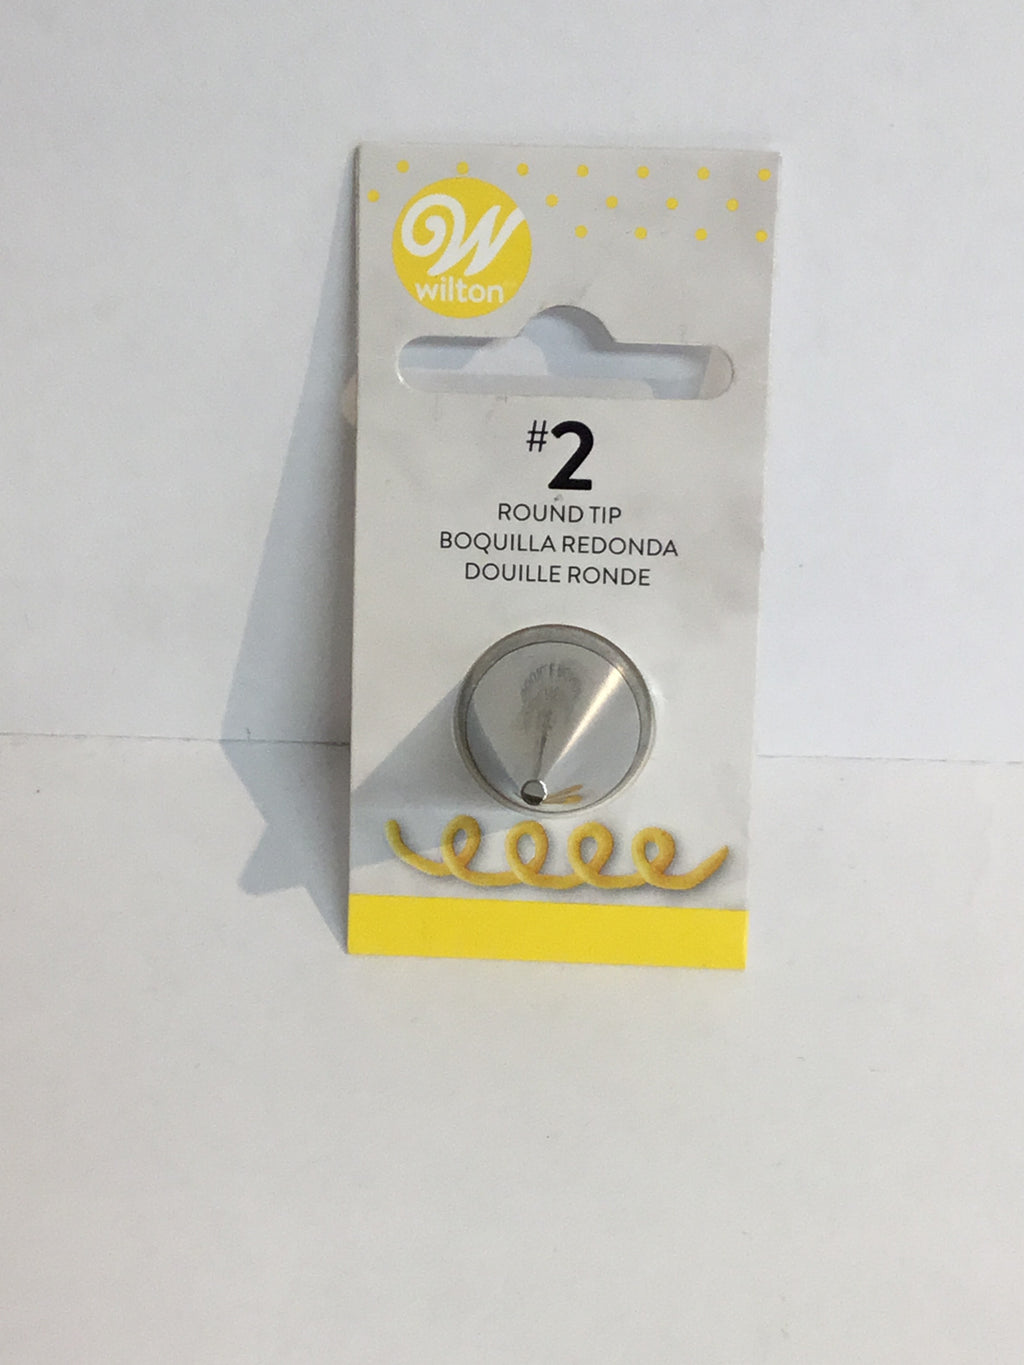 W
wilton
#2
ROUND TIP
BOQUILLA REDONDA
DOUILLE RONDE